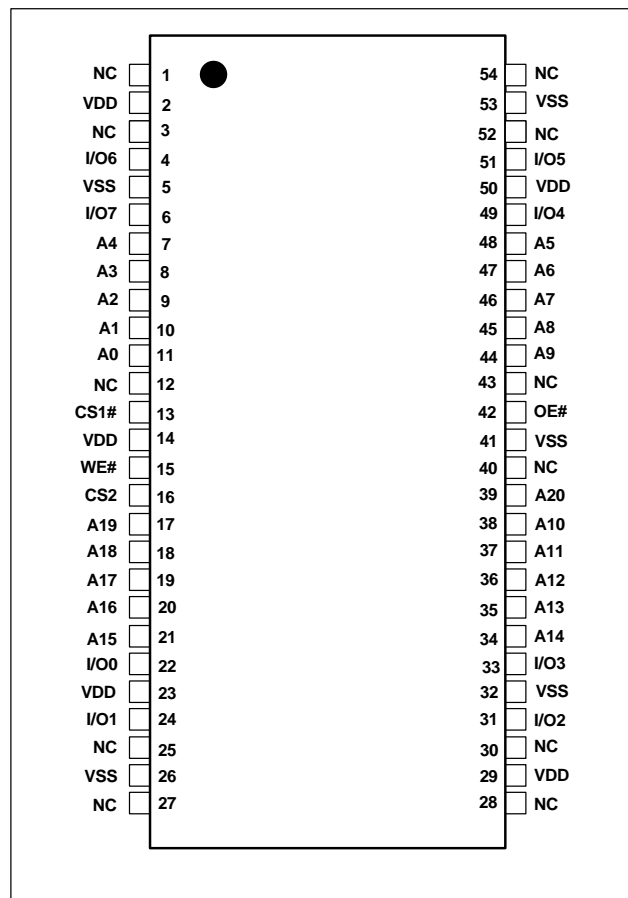 NC 1 54 NC
VDD 2 53 VSS
NC 3 52 NC
I/O6 4 51 I/O5
VSS 5 50 VDD
I/O7 6 49 I/O4
A4 7 48 A5
A3 8 47 A6
A2 9 46 A7
A1 10 45 A8
A0 11 44 A9
NC 12 43 NC
CS1# 13 42 OE#
VDD 14 41 VSS
WE# 15 40 NC
CS2 16 39 A20
A19 17 38 A10
A18 18 37 A11
A17 19 36 A12
A16 20 35 A13
A15 21 34 A14
I/O0 22 33 I/O3
VDD 23 32 VSS
I/O1 24 31 I/O2
NC 25 30 NC
VSS 26 29 VDD
NC 27 28 NC